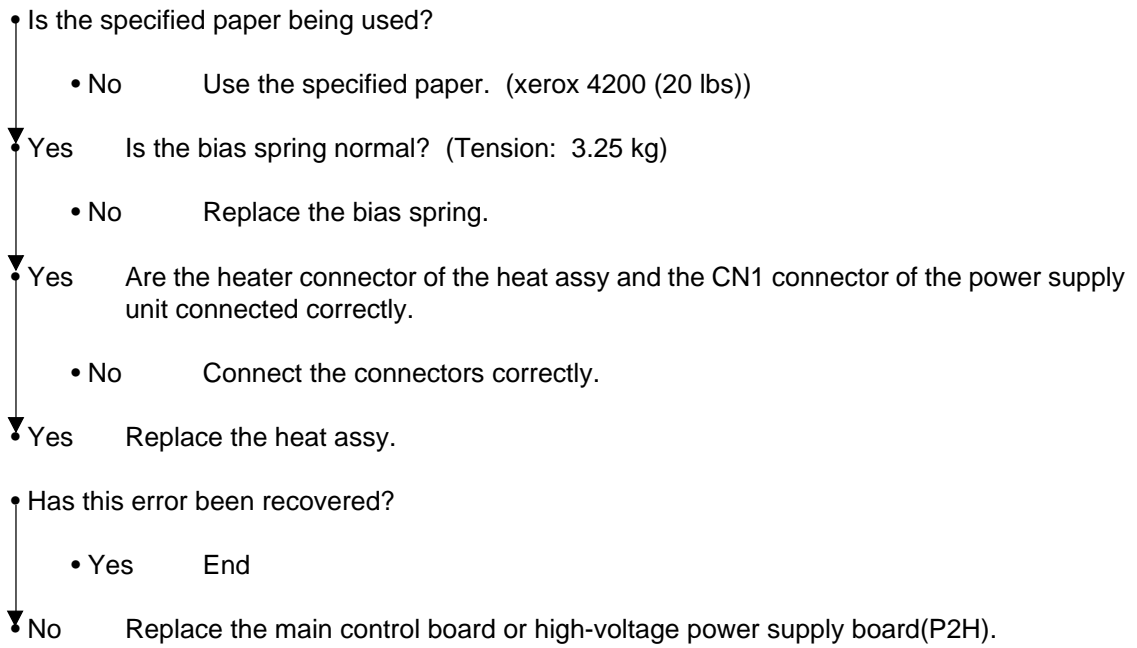 • Is the specified paper being used?
• No Use the specified paper. (xerox 4200 (20 lbs))
• Yes Is the bias spring normal? (Tension: 3.25 kg)
• No Replace the bias spring.
• Yes Are the heater connector of the heat assy and the CN1 connector of the power supply
unit connected correctly.
• No Connect the connectors correctly.
• Yes Replace the heat assy.
• Has this error been recovered?
• Yes End
• No Replace the main control board or high-voltage power supply board(P2H).